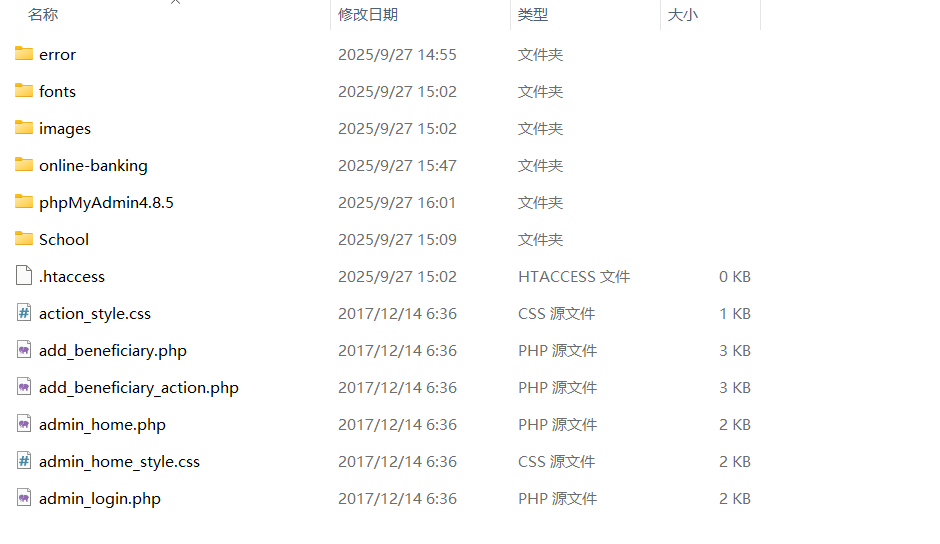 名称 修改日期 类型 大小
error 2025/9/27 14:55 文件夹
fonts 2025/9/27 15:02 文件夹
images 2025/9/27 15:02 文件夹
online-banking 2025/9/27 15:47 文件夹
phpMyAdmin4.8.5 2025/9/27 16:01 文件夹
School 2025/9/27 15:09 文件夹
.htaccess 2025/9/27 15:02 HTACCESS 文件 0 KB
action_style.css 2017/12/14 6:36 CSS 源文件 1 KB
add_beneficiary.php 2017/12/14 6:36 PHP 源文件 3 KB
add_beneficiary_action.php 2017/12/14 6:36 PHP 源文件 3 KB
admin_home.php 2017/12/14 6:36 PHP 源文件 2 KB
admin_home_style.css 2017/12/14 6:36 CSS 源文件 2 KB
admin_login.php 2017/12/14 6:36 PHP 源文件 2 KB